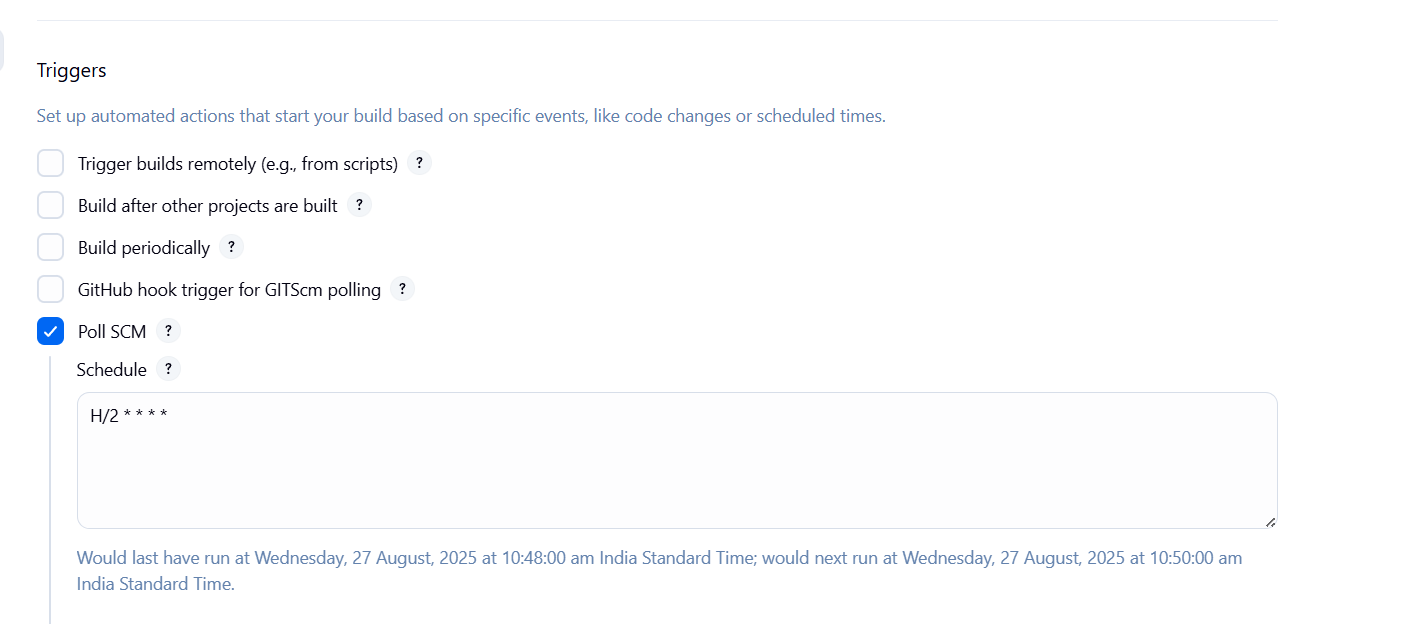 Triggers
Set up automated actions that start your build based on specific events, like code changes or scheduled times.
Trigger builds remotely (e.g., from scripts) ?
Build after other projects are built ?
Build periodically ?
GitHub hook trigger for GITScm polling ?
Poll SCM ?
Schedule ?
H/2 * * * *
Would last have run at Wednesday, 27 August, 2025 at 10:48:00 am India Standard Time; would next run at Wednesday, 27 August, 2025 at 10:50:00 am
India Standard Time.